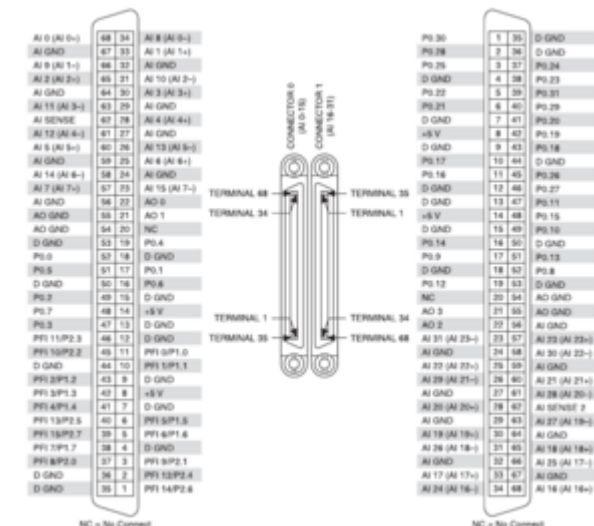 AI 0 (AI 0+) 68 34 AI 8 (AI 0–)
AI GND 67 33 AI 1 (AI 1+)
AI 9 (AI 1–) 66 32 AI GND
AI 2 (AI 2+) 65 31 AI 10 (AI 2–)
AI GND 64 30 AI 3 (AI 3+)
AI 11 (AI 3–) 63 29 AI GND
AI SENSE 62 28 AI 4 (AI 4+)
AI 12 (AI 4–) 61 27 AI GND
AI 5 (AI 5+) 60 26 AI 13 (AI 5–)
AI GND 59 25 AI 6 (AI 6+)
AI 14 (AI 6–) 58 24 AI GND
AI 7 (AI 7+) 57 23 AI 15 (AI 7–)
AI GND 56 22 AO 0
AO GND 55 21 AO 1
AO GND 54 20 NC
D GND 53 19 P0.4
P0.0 52 18 D GND
P0.5 51 17 P0.1
D GND 50 16 P0.6
P0.2 49 15 D GND
P0.7 48 14 +5 V
P0.3 47 13 D GND
PFI 11/P2.3 46 12 D GND
PFI 10/P2.2 45 11 PFI 0/P1.0
D GND 44 10 PFI 1/P1.1
PFI 2/P1.2 43 9 D GND
PFI 3/P1.3 42 8 +5 V
PFI 4/P1.4 41 7 D GND
PFI 13/P2.5 40 6 PFI 5/P1.5
PFI 15/P2.7 39 5 PFI 6/P1.6
PFI 7/P1.7 38 4 D GND
PFI 8/P2.0 37 3 PFI 9/P2.1
D GND 36 2 PFI 12/P2.4
D GND 35 1 PFI 14/P2.6
NC = No Connect
CONNECTOR 0
(AI 0-15)
CONNECTOR 1
(AI 16-31)
TERMINAL 68
TERMINAL 35
TERMINAL 34
TERMINAL 1
TERMINAL 1
TERMINAL 34
TERMINAL 35
TERMINAL 68
P0.30 1 35 D GND
P0.28 2 36 D GND
P0.25 3 37 P0.24
D GND 4 38 P0.23
P0.22 5 39 P0.31
P0.21 6 40 P0.29
D GND 7 41 P0.20
+5 V 8 42 P0.19
D GND 9 43 P0.18
P0.17 10 44 D GND
P0.16 11 45 P0.26
D GND 12 46 P0.27
D GND 13 47 P0.11
+5 V 14 48 P0.15
D GND 15 49 P0.10
P0.14 16 50 D GND
P0.9 17 51 P0.13
D GND 18 52 P0.8
P0.12 19 53 D GND
NC 20 54 AO GND
AO 3 21 55 AO GND
AO 2 22 56 AI GND
AI 31 (AI 23–) 23 57 AI 23 (AI 23+)
AI GND 24 58 AI 30 (AI 22–)
AI 22 (AI 22+) 25 59 AI GND
AI 29 (AI 21–) 26 60 AI 21 (AI 21+)
AI GND 27 61 AI 28 (AI 20–)
AI 20 (AI 20+) 28 62 AI SENSE 2
AI GND 29 63 AI 27 (AI 19–)
AI 19 (AI 19+) 30 64 AI GND
AI 26 (AI 18–) 31 65 AI 18 (AI 18+)
AI GND 32 66 AI 25 (AI 17–)
AI 17 (AI 17+) 33 67 AI GND
AI 24 (AI 16–) 34 68 AI 16 (AI 16+)
NC = No Connect